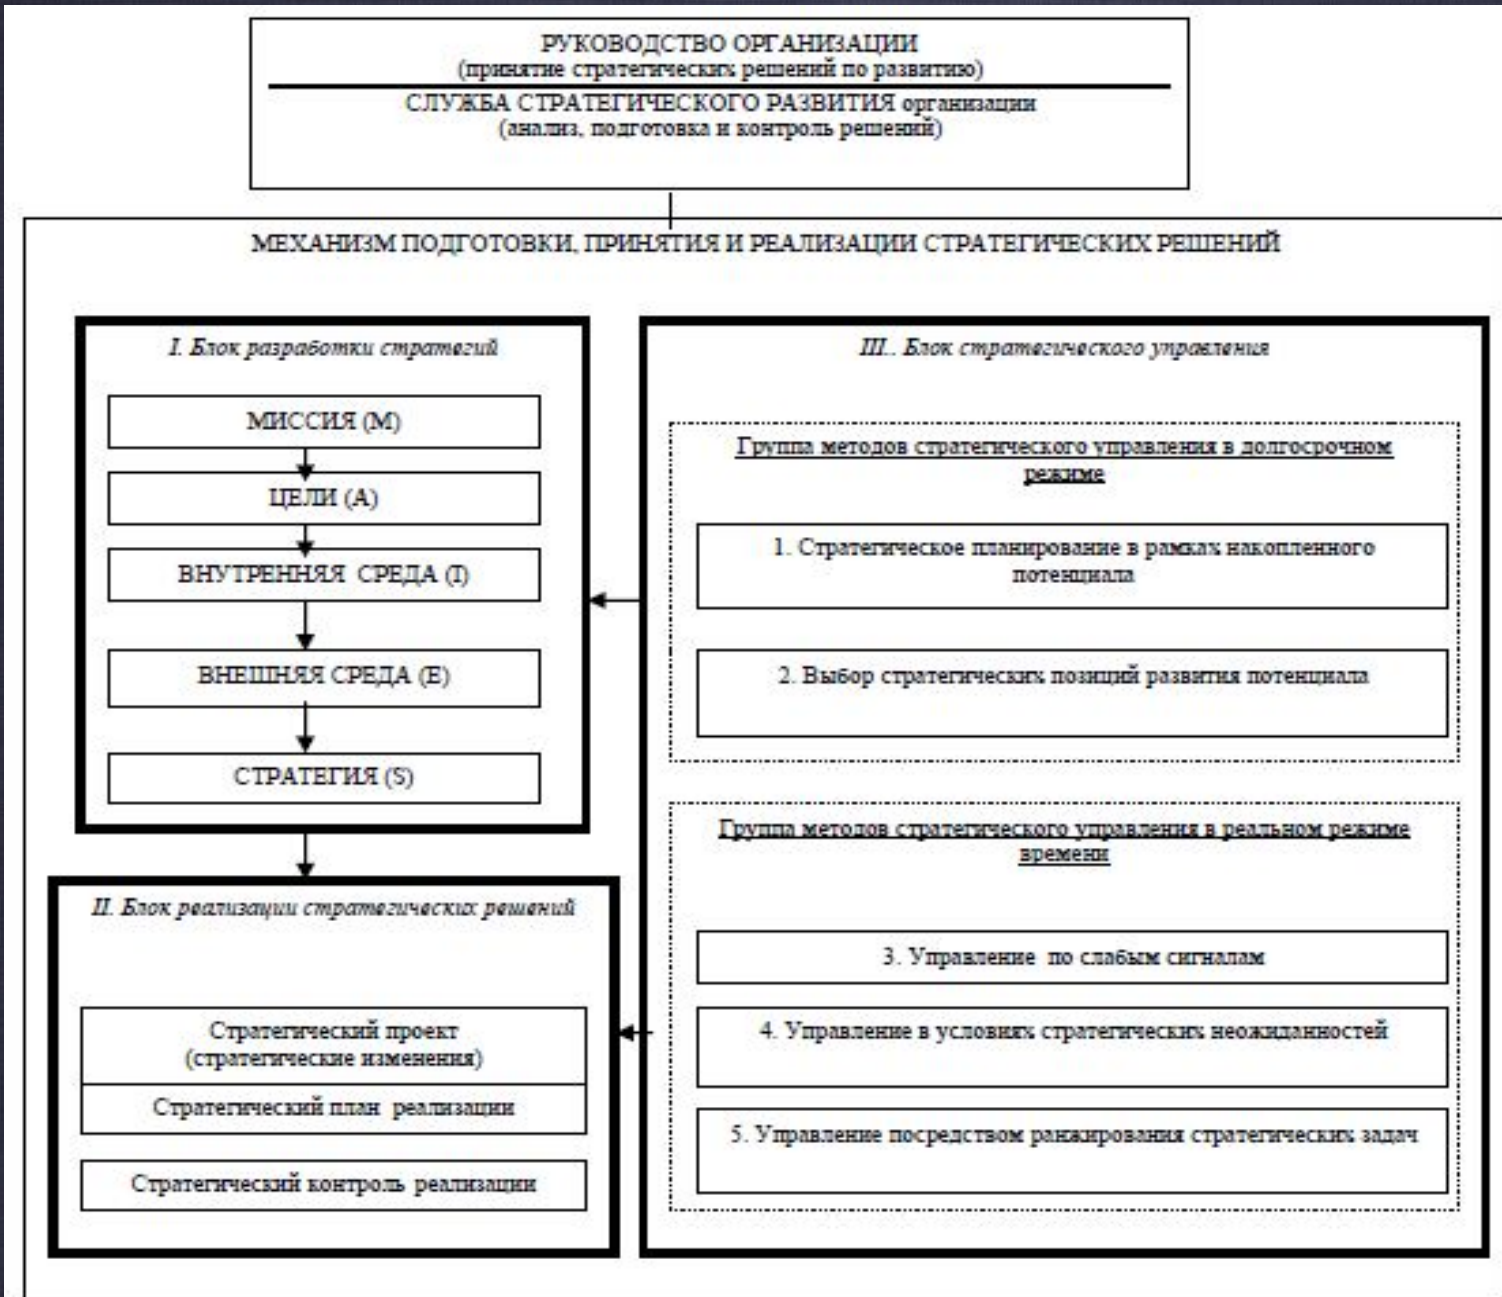 РУКОВОДСТВО ОРГАНИЗАЦИИ
(принятие стратегических решений по развитию)
СЛУЖБА СТРАТЕГИЧЕСКОГО РАЗВИТИЯ организации
(анализ, подготовка и контроль решений)
МЕХАНИЗМ ПОДГОТОВКИ, ПРИНЯТИЯ И РЕАЛИЗАЦИИ СТРАТЕГИЧЕСКИХ РЕШЕНИЙ
I. Блок разработки стратегий
МИССИЯ (М)
ЦЕЛИ (А)
ВНУТРЕННЯЯ СРЕДА (I)
ВНЕШНЯЯ СРЕДА (Е)
СТРАТЕГИЯ (S)
II. Блок реализации стратегических решений
Стратегический проект
(стратегические изменения)
Стратегический план реализации
Стратегический контроль реализации
III.. Блок стратегического управления
Группа методов стратегического управления в долгосрочном
режиме
1. Стратегическое планирование в рамках накопленного
потенциала
2. Выбор стратегических позиций развития потенциала
Группа методов стратегического управления в реальном режиме
времени
3. Управление по слабым сигналам
4. Управление в условиях стратегических неожиданностей
5. Управление посредством ранжирования стратегических задач